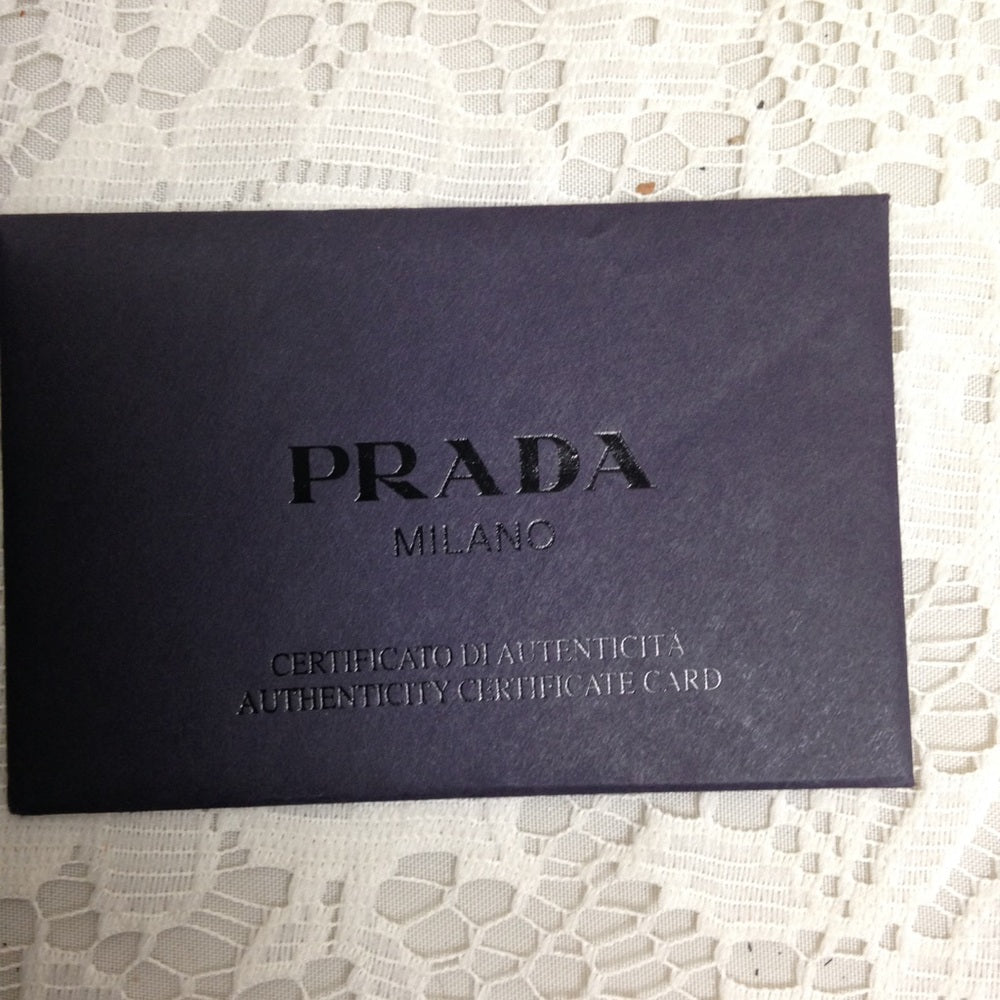 PRADA
MILANO
CERTIFICATO DI AUTENTICITÀ
AUTHENTICITY CERTIFICATE CARD